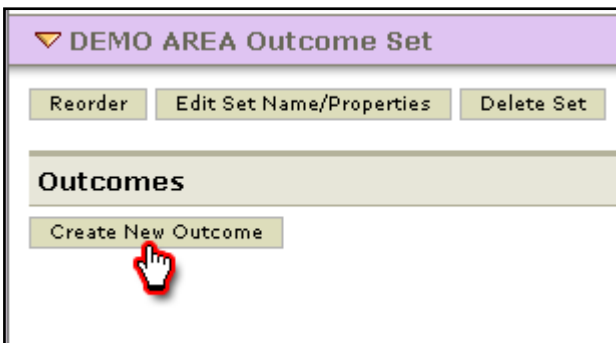 DEMO AREA Outcome Set
Reorder Edit Set Name/Properties Delete Set
Outcomes
Create New Outcome